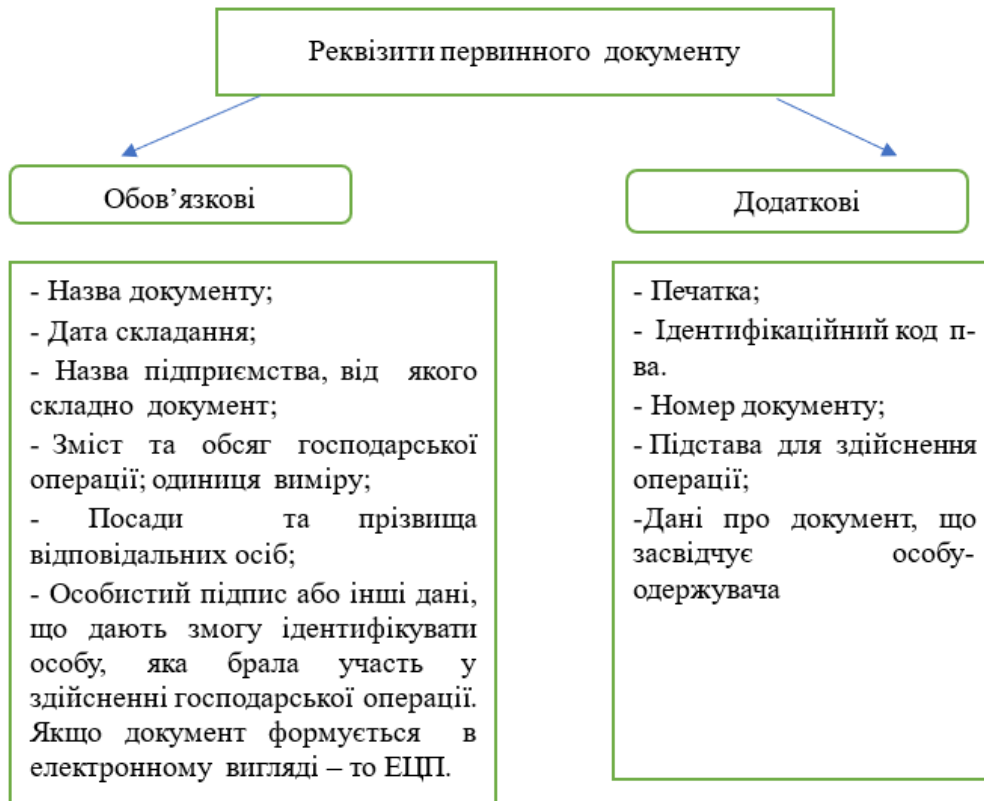 Реквізити первинного документу
Обов’язкові
Додаткові
- Назва документу;
- Дата складання;
- Назва підприємства, від якого
складно документ;
- Зміст та обсяг господарської
операції; одиниця виміру;
- Посади та прізвища
відповідальних осіб;
- Особистий підпис або інші дані,
що дають змогу ідентифікувати
особу, яка брала участь у
здійсненні господарської операції.
Якщо документ формується в
електронному вигляді – то ЕЦП.
- Печатка;
- Ідентифікаційний код п-
ва.
- Номер документу;
- Підстава для здійснення
операції;
-Дані про документ, що
засвідчує особу-
одержувача